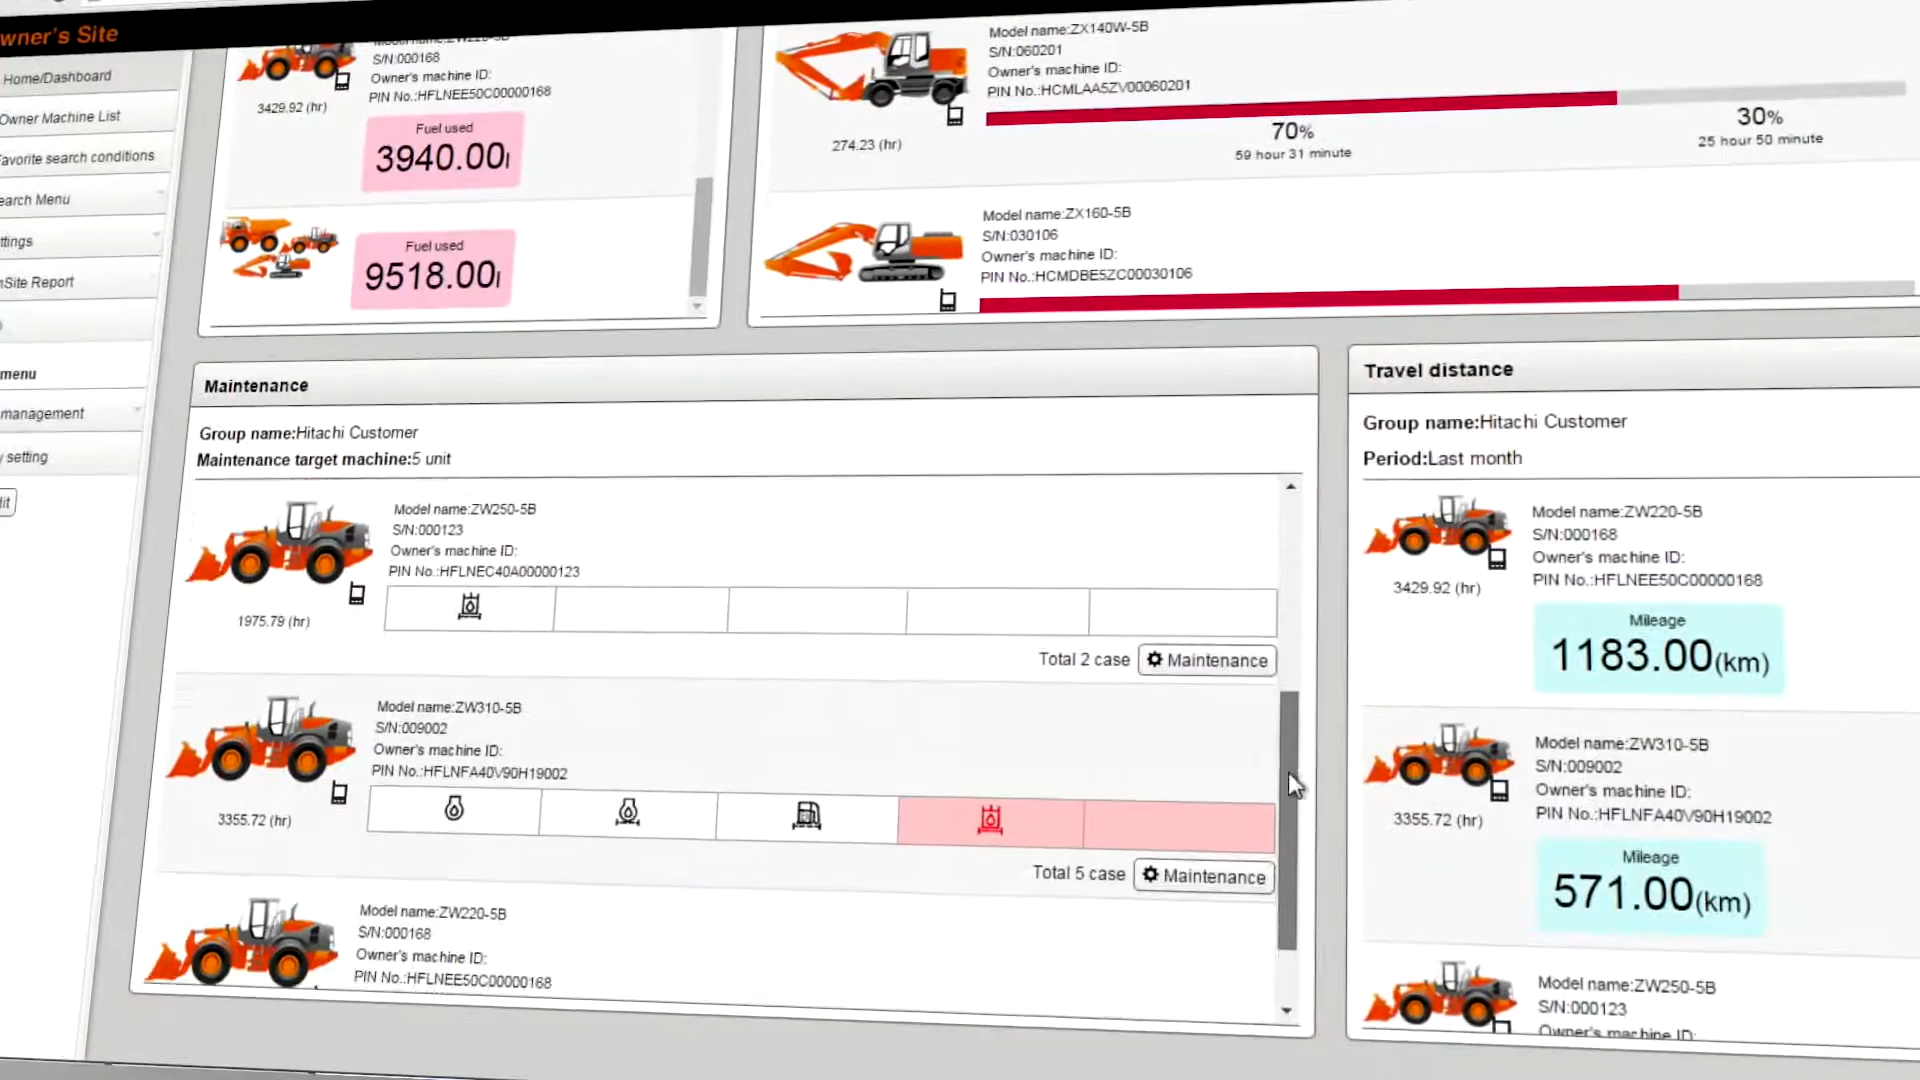 wner's Site
Home/Dashboard
Owner Machine List
avorite search conditions
earch Menu
ttings
Site Report
menu
management
setting
S/N:000168
Owner's machine ID:
PIN No.:HFLNEE50C00000168
3429.92 (hr)
Fuel used
3940.00l
Fuel used
9518.00l
Model name:ZX140W-5B
S/N:060201
Owner's machine ID:
PIN No.:HCMLAA5ZV00060201
274.23 (hr)
70%
59 hour 31 minute
30%
25 hour 50 minute
Model name:ZX160-5B
S/N:030106
Owner's machine ID:
PIN No.:HCMDBE5ZC00030106
Maintenance
Group name:Hitachi Customer
Maintenance target machine:5 unit
Model name:ZW250-5B
S/N:000123
Owner's machine ID:
PIN No.:HFLNEC40A00000123
1975.79 (hr)
Total 2 case
Maintenance
Model name:ZW310-5B
S/N:009002
Owner's machine ID:
PIN No.:HFLNFA40V90H19002
3355.72 (hr)
Total 5 case
Maintenance
Model name:ZW220-5B
S/N:000168
Owner's machine ID:
PIN No.:HFLNEE50C00000168
Travel distance
Group name:Hitachi Customer
Period:Last month
Model name:ZW220-5B
S/N:000168
Owner's machine ID:
PIN No.:HFLNEE50C00000168
3429.92 (hr)
Mileage
1183.00(km)
Model name:ZW310-5B
S/N:009002
Owner's machine ID:
PIN No.:HFLNFA40V90H19002
3355.72 (hr)
Mileage
571.00(km)
Model name:ZW250-5B
S/N:000123
Owner's machine ID: